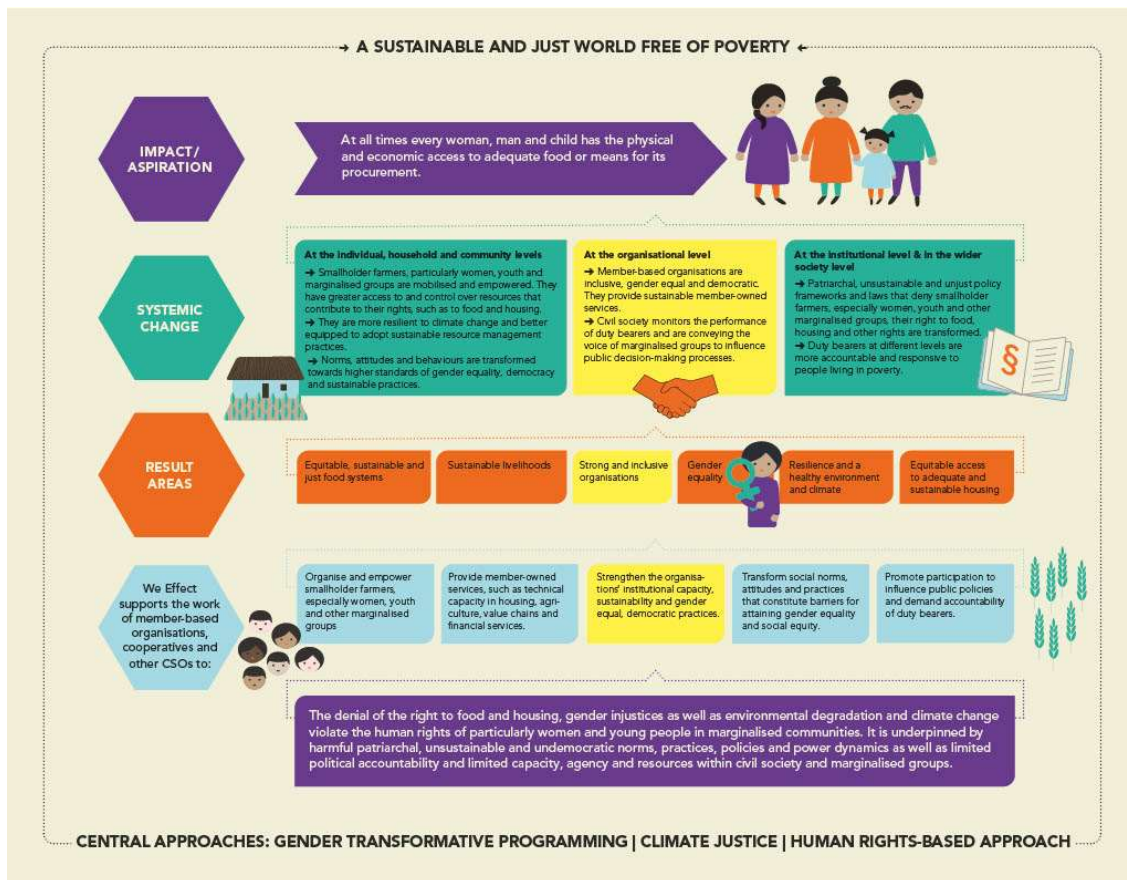 A SUSTAINABLE AND JUST WORLD FREE OF POVERTY
IMPACT/
ASPIRATION
At all times every woman, man and child has the physical
and economic access to adequate food or means for its
procurement.
SYSTEMIC
CHANGE
At the individual, household and community levels
➔ Smallholder farmers, particularly women, youth and
marginalised groups are mobilised and empowered. They
have greater access to and control over resources that
contribute to their rights, such as to food and housing.
➔ They are more resilient to climate change and better
equipped to adopt sustainable resource management
practices.
➔ Norms, attitudes and behaviours are transformed
towards higher standards of gender equality, democracy
and sustainable practices.
At the organisational level
➔ Member-based organisations are
inclusive, gender equal and democratic.
They provide sustainable member-owned
services.
➔ Civil society monitors the performance
of duty bearers and are conveying the
voice of marginalised groups to influence
public decision-making processes.
At the institutional level & in the wider
society level
➔ Patriarchal, unsustainable and unjust policy
frameworks and laws that deny smallholder
farmers, especially women, youth and other
marginalised groups, their right to food,
housing and other rights are transformed.
➔ Duty bearers at different levels are
more accountable and responsive to
people living in poverty.
§
RESULT
AREAS
Equitable, sustainable and
just food systems
Sustainable livelihoods
Strong and inclusive
organisations
Gender
equality
Resilience and a
healthy environment
and climate
Equitable access
to adequate and
sustainable housing
We Effect
supports the work
of member-based
organisations,
cooperatives and
other CSOs to:
Organise and empower
smallholder farmers,
especially women, youth
and other marginalised
groups
Provide member-owned
services, such as technical
capacity in housing, agri-
culture, value chains and
financial services.
Strengthen the organisa-
tions' institutional capacity,
sustainability and gender
equal, democratic practices.
Transform social norms,
attitudes and practices
that constitute barriers for
attaining gender equality
and social equity.
Promote participation to
influence public policies
and demand accountability
of duty bearers.
The denial of the right to food and housing, gender injustices as well as environmental degradation and climate change
violate the human rights of particularly women and young people in marginalised communities. It is underpinned by
harmful patriarchal, unsustainable and undemocratic norms, practices, policies and power dynamics as well as limited
political accountability and limited capacity, agency and resources within civil society and marginalised groups.
CENTRAL APPROACHES: GENDER TRANSFORMATIVE PROGRAMMING | CLIMATE JUSTICE | HUMAN RIGHTS-BASED APPROACH